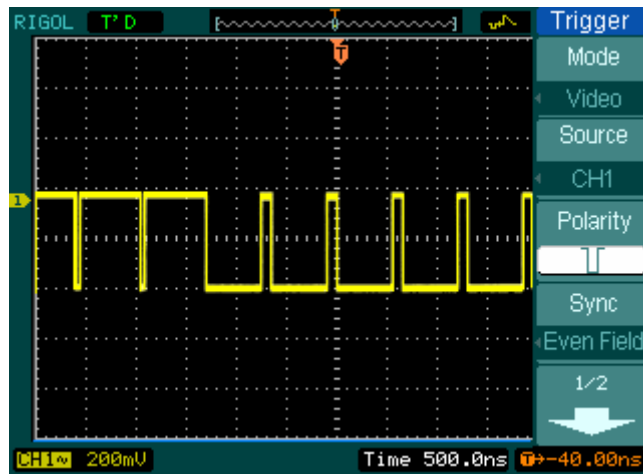 RIGOL T'D
T
T
1
Trigger
Mode
Video
Source
CH1
Polarity
Sync
Even Field
1/2
CH1~ 200mV Time 500.0ns T→-40.00ns